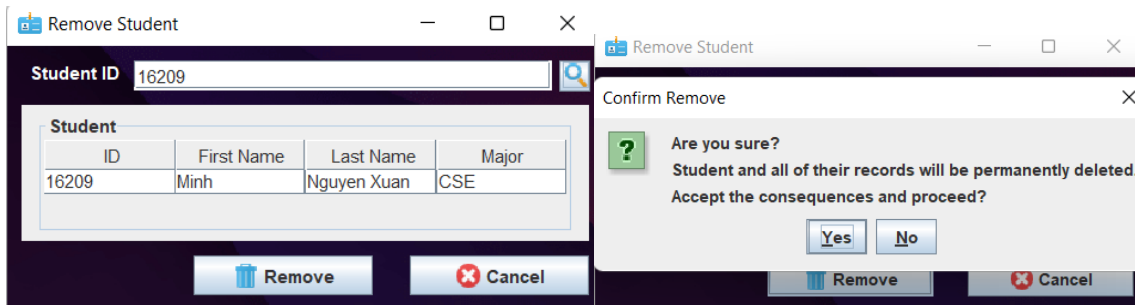 Remove Student
Student ID 16209
Student
ID First Name Last Name Major
16209 Minh Nguyen Xuan CSE
Remove Cancel
Remove Student
Confirm Remove
?
Are you sure?
Student and all of their records will be permanently deleted.
Accept the consequences and proceed?
Yes No
Remove Cancel